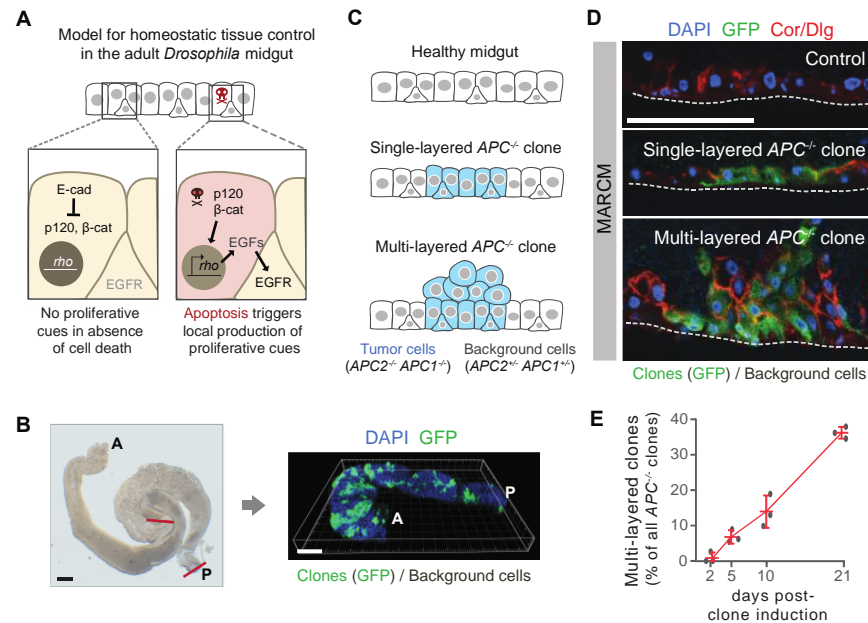 A
Model for homeostatic tissue control
in the adult Drosophila midgut
E-cad
p120, β-cat
rho
EGFR
p120
β-cat
rho
EGFs
EGFR
No proliferative
cues in absence
of cell death
Apoptosis triggers
local production of
proliferative cues
C
Healthy midgut
Single-layered APC-/- clone
Multi-layered APC-/- clone
Tumor cells
(APC2-/- APC1-/-)
Background cells
(APC2+/- APC1+/-)
D
DAPI GFP Cor/Dlg
MARCM
Control
Single-layered APC-/- clone
Multi-layered APC-/- clone
Clones (GFP) / Background cells
B
A
P
DAPI GFP
A
P
Clones (GFP) / Background cells
E
Multi-layered clones
(% of all APC-/- clones)
40
30
20
10
0
2 5 10 21
days post-
clone induction